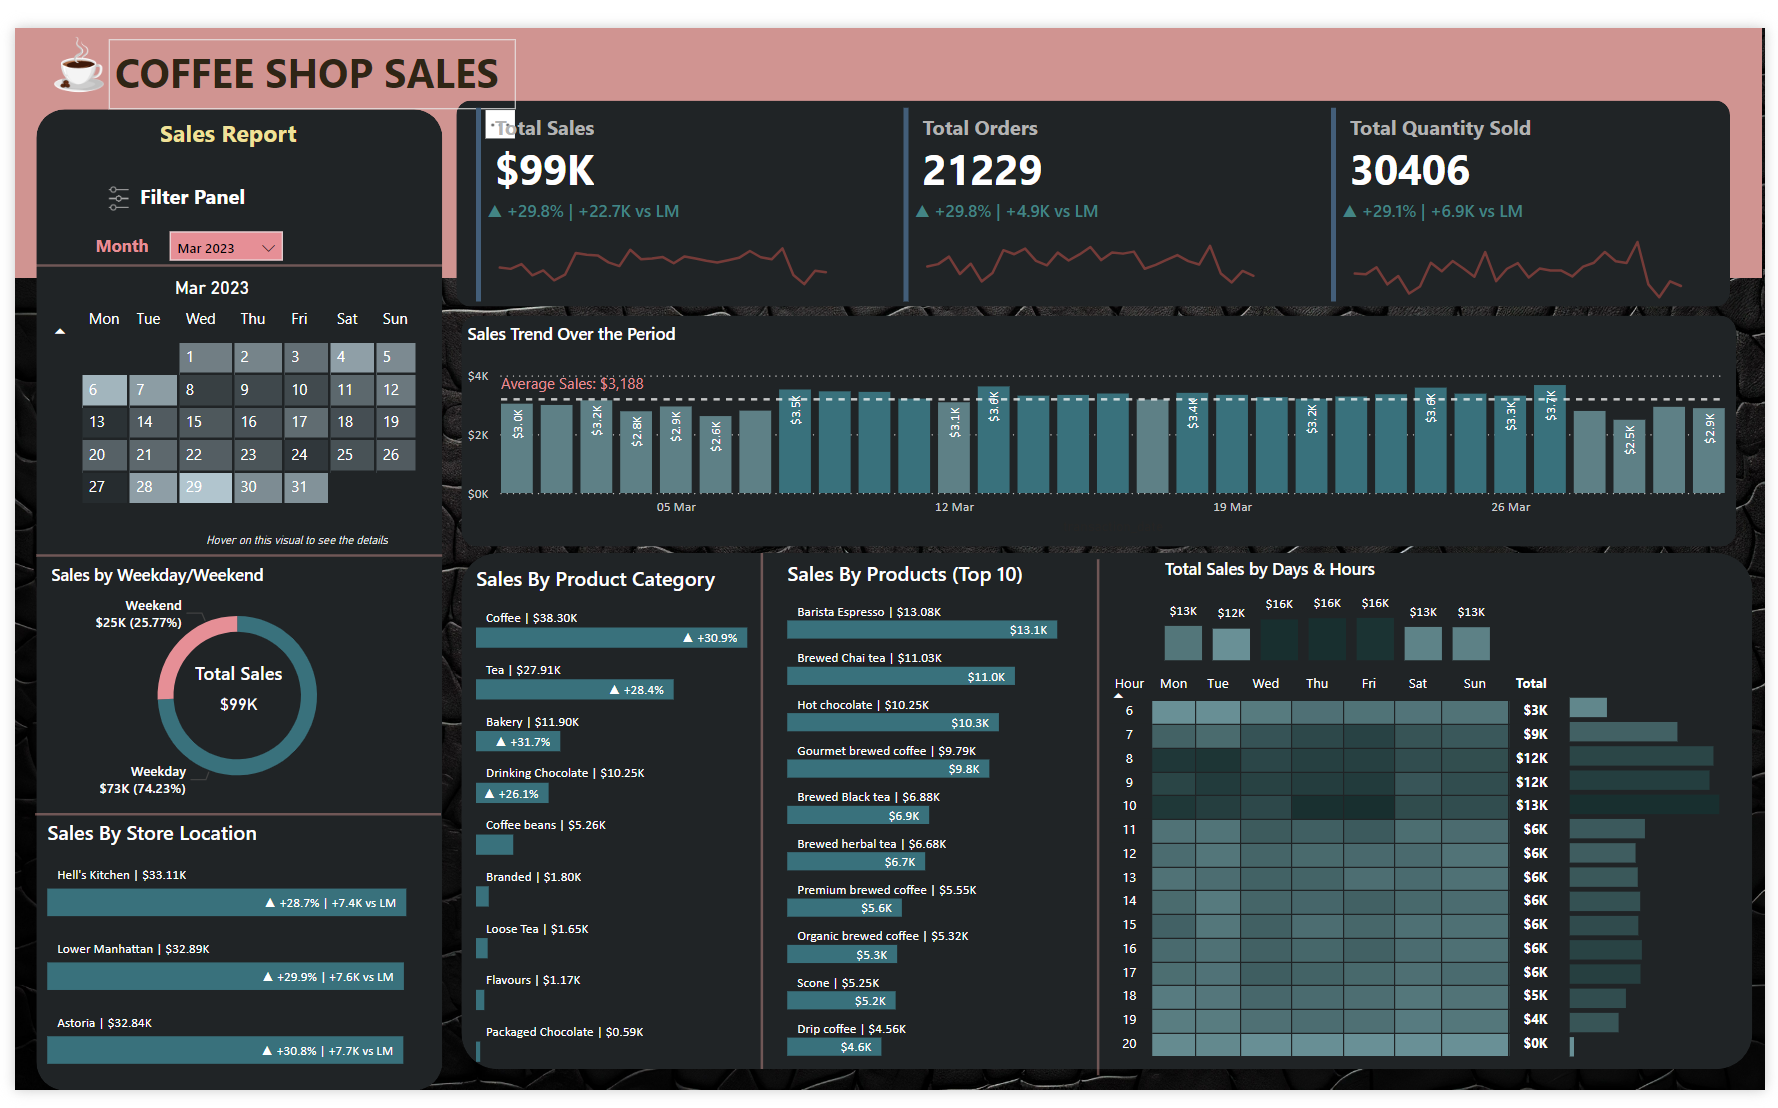 COFFEE SHOP SALES
Sales Report
Filter Panel
Month
Mar 2023
Mar 2023
Mon Tue Wed Thu Fri Sat Sun
1 2 3 4 5
6 7 8 9 10 11 12
13 14 15 16 17 18 19
20 21 22 23 24 25 26
27 28 29 30 31
Hover on this visual to see the details
Sales by Weekday/Weekend
Weekend
$25K (25.77%)
Total Sales
$99K
Weekday
$73K (74.23%)
Sales By Store Location
Hell's Kitchen | $33.11K
▲ +28.7% | +7.4K vs LM
Lower Manhattan | $32.89K
▲ +29.9% | +7.6K vs LM
Astoria | $32.84K
▲ +30.8% | +7.7K vs LM
Total Sales
$99K
▲ +29.8% | +22.7K vs LM
Total Orders
21229
▲ +29.8% | +4.9K vs LM
Total Quantity Sold
30406
▲ +29.1% | +6.9K vs LM
Sales Trend Over the Period
$4K
Average Sales: $3,188
$2K
$0K
$3.0K $3.2K $2.8K $2.9K $2.6K $3.5K $3.1K $3.6K $3.4K $3.2K $3.6K $3.3K $3.7K $2.5K $2.9K
05 Mar 12 Mar 19 Mar 26 Mar
Sales By Product Category
Coffee | $38.30K
▲ +30.9%
Tea | $27.91K
▲ +28.4%
Bakery | $11.90K
▲ +31.7%
Drinking Chocolate | $10.25K
▲ +26.1%
Coffee beans | $5.26K
Branded | $1.80K
Loose Tea | $1.65K
Flavours | $1.17K
Packaged Chocolate | $0.59K
Sales By Products (Top 10)
Barista Espresso | $13.08K
$13.1K
Brewed Chai tea | $11.03K
$11.0K
Hot chocolate | $10.25K
$10.3K
Gourmet brewed coffee | $9.79K
$9.8K
Brewed Black tea | $6.88K
$6.9K
Brewed herbal tea | $6.68K
$6.7K
Premium brewed coffee | $5.55K
$5.6K
Organic brewed coffee | $5.32K
$5.3K
Scone | $5.25K
$5.2K
Drip coffee | $4.56K
$4.6K
Total Sales by Days & Hours
$13K $12K $16K $16K $16K $13K $13K
Hour Mon Tue Wed Thu Fri Sat Sun Total
6 $3K
7 $9K
8 $12K
9 $12K
10 $13K
11 $6K
12 $6K
13 $6K
14 $6K
15 $6K
16 $6K
17 $6K
18 $5K
19 $4K
20 $0K